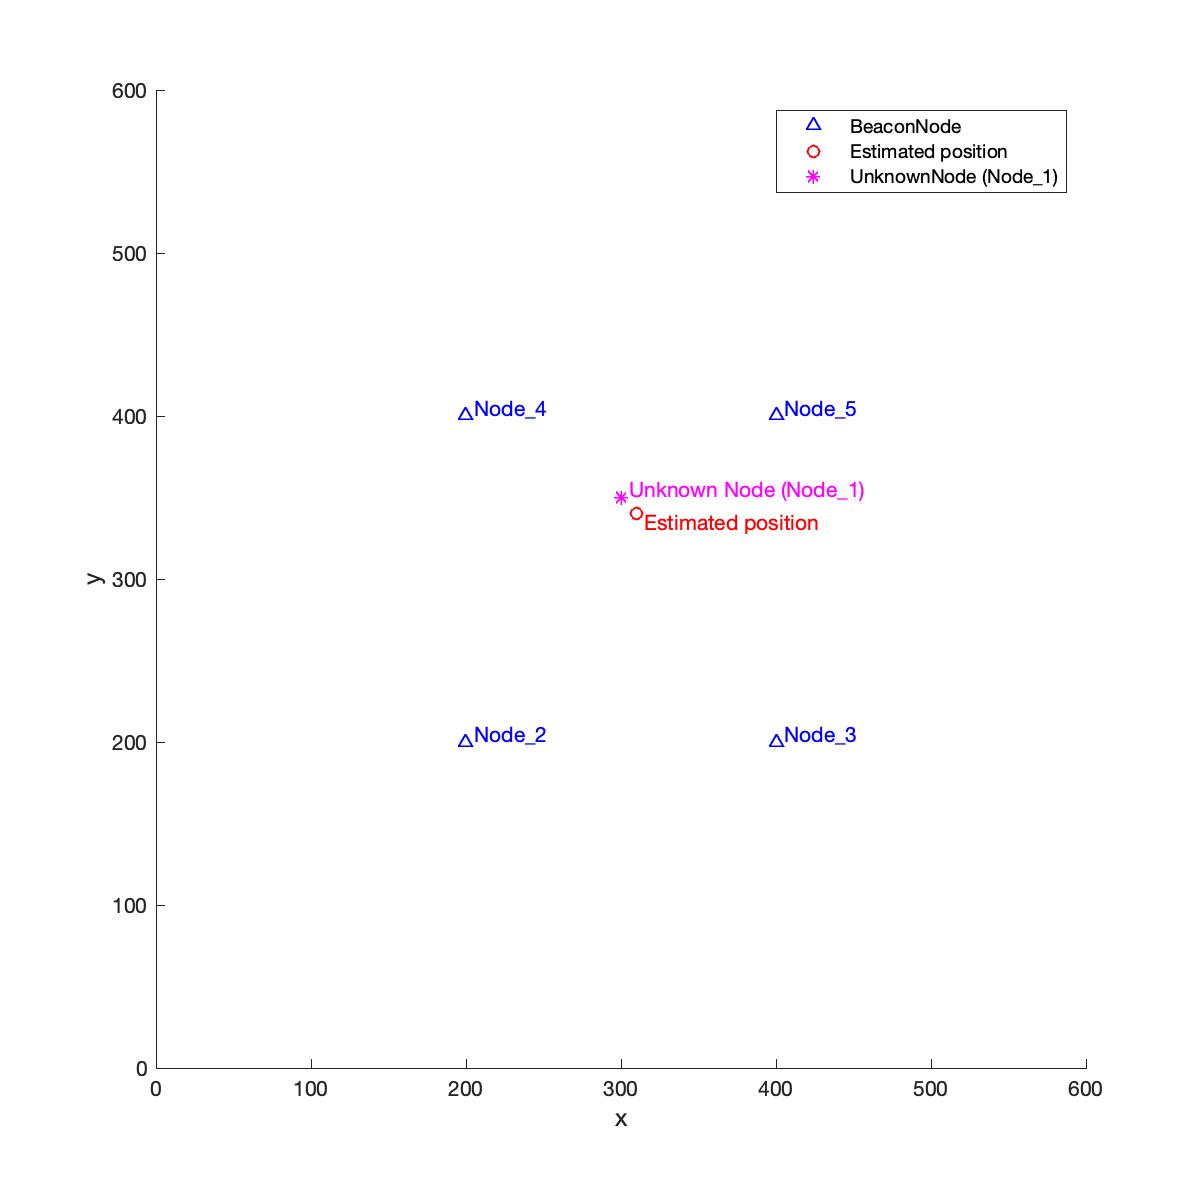 600
BeaconNode
Estimated position
UnknownNode (Node_1)
500
400
Node_4
Node_5
Unknown Node (Node_1)
Estimated position
y
300
200
Node_2
Node_3
100
0
0 100 200 300 400 500 600
x